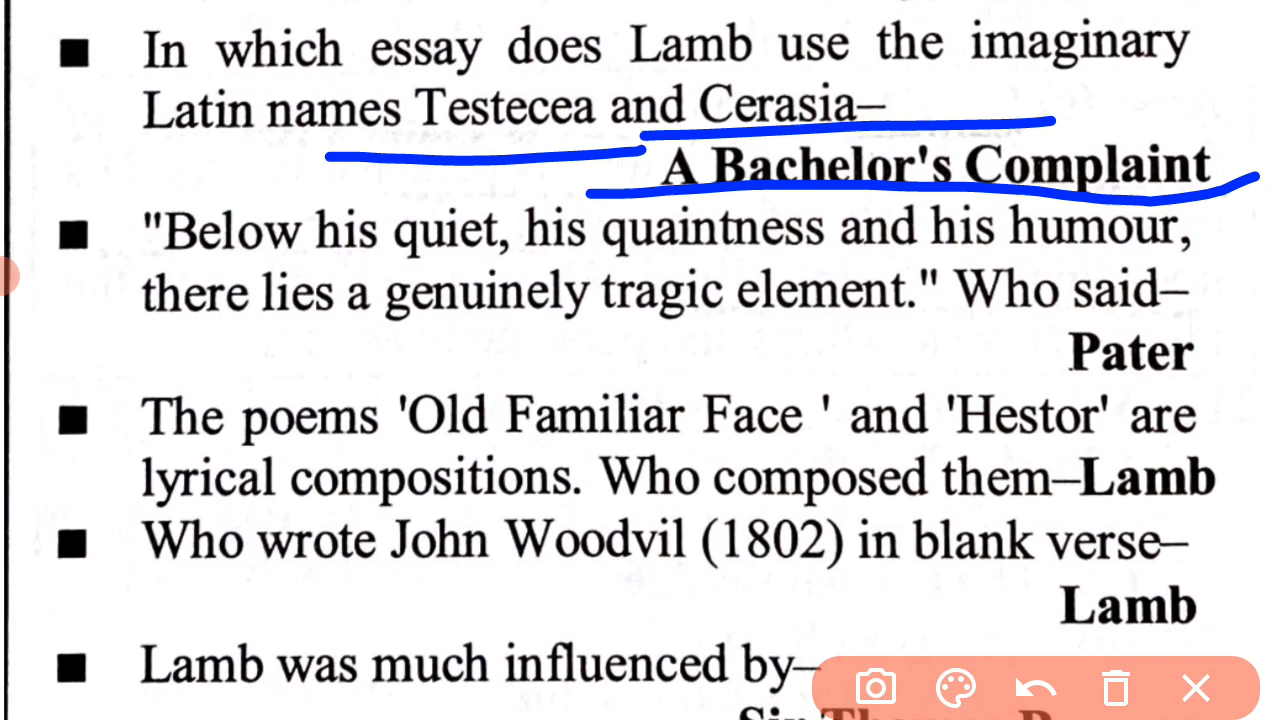 ■ In which essay does Lamb use the imaginary
Latin names Testecea and Cerasia–
A Bachelor's Complaint
■ "Below his quiet, his quaintness and his humour,
there lies a genuinely tragic element." Who said–
Pater
■ The poems 'Old Familiar Face ' and 'Hestor' are
lyrical compositions. Who composed them–Lamb
■ Who wrote John Woodvil (1802) in blank verse–
Lamb
■ Lamb was much influenced by–